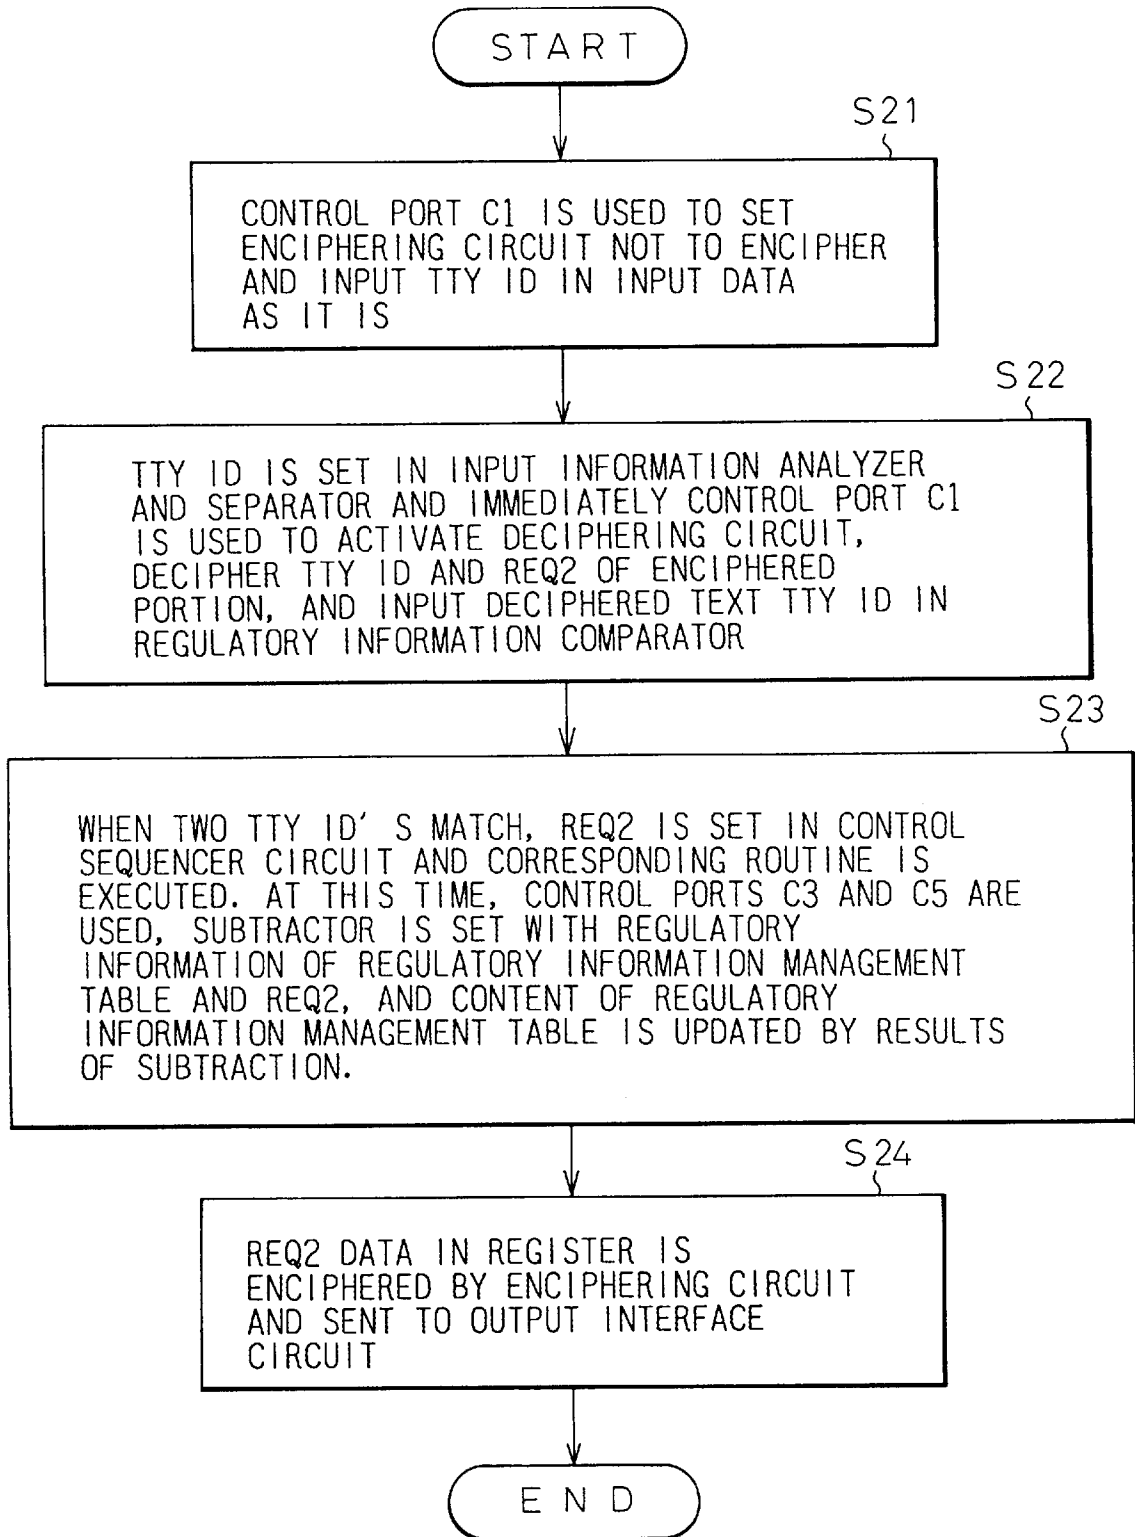 START
S21
CONTROL PORT C1 IS USED TO SET
ENCIPHERING CIRCUIT NOT TO ENCIPHER
AND INPUT TTY ID IN INPUT DATA
AS IT IS
S22
TTY ID IS SET IN INPUT INFORMATION ANALYZER
AND SEPARATOR AND IMMEDIATELY CONTROL PORT C1
IS USED TO ACTIVATE DECIPHERING CIRCUIT,
DECIPHER TTY ID AND REQ2 OF ENCIPHERED
PORTION, AND INPUT DECIPHERED TEXT TTY ID IN
REGULATORY INFORMATION COMPARATOR
S23
WHEN TWO TTY ID' S MATCH, REQ2 IS SET IN CONTROL
SEQUENCER CIRCUIT AND CORRESPONDING ROUTINE IS
EXECUTED. AT THIS TIME, CONTROL PORTS C3 AND C5 ARE
USED, SUBTRACTOR IS SET WITH REGULATORY
INFORMATION OF REGULATORY INFORMATION MANAGEMENT
TABLE AND REQ2, AND CONTENT OF REGULATORY
INFORMATION MANAGEMENT TABLE IS UPDATED BY RESULTS
OF SUBTRACTION.
S24
REQ2 DATA IN REGISTER IS
ENCIPHERED BY ENCIPHERING CIRCUIT
AND SENT TO OUTPUT INTERFACE
CIRCUIT
END